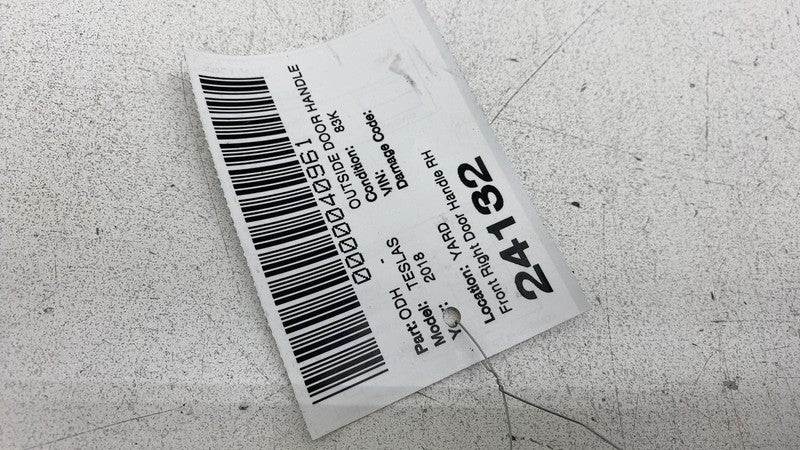 0000040961
Part: ODH - OUTSIDE DOOR HANDLE
Model: TESLAS Condition: 83K
2018 VIN:
Damage Code:
Location: YARD
Front Right Door Handle RH
24132